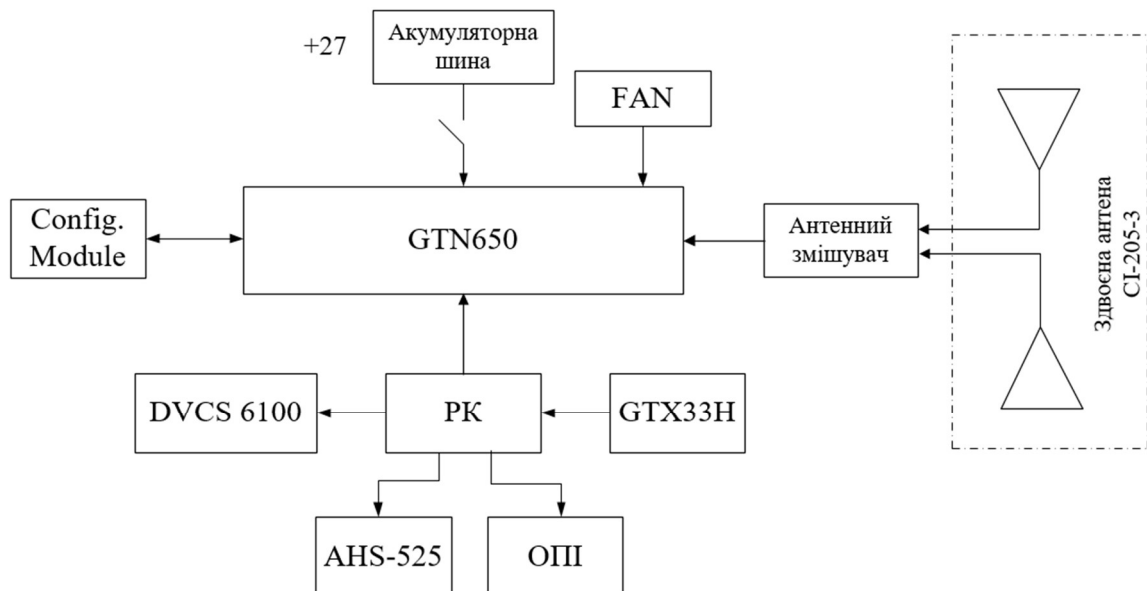 +27
Акумуляторна
шина
FAN
Config.
Module
GTN650
Антенний
змішувач
Здвоєна антена
CI-205-3
DVCS 6100
РК
GTX33H
AHS-525
ОПІ